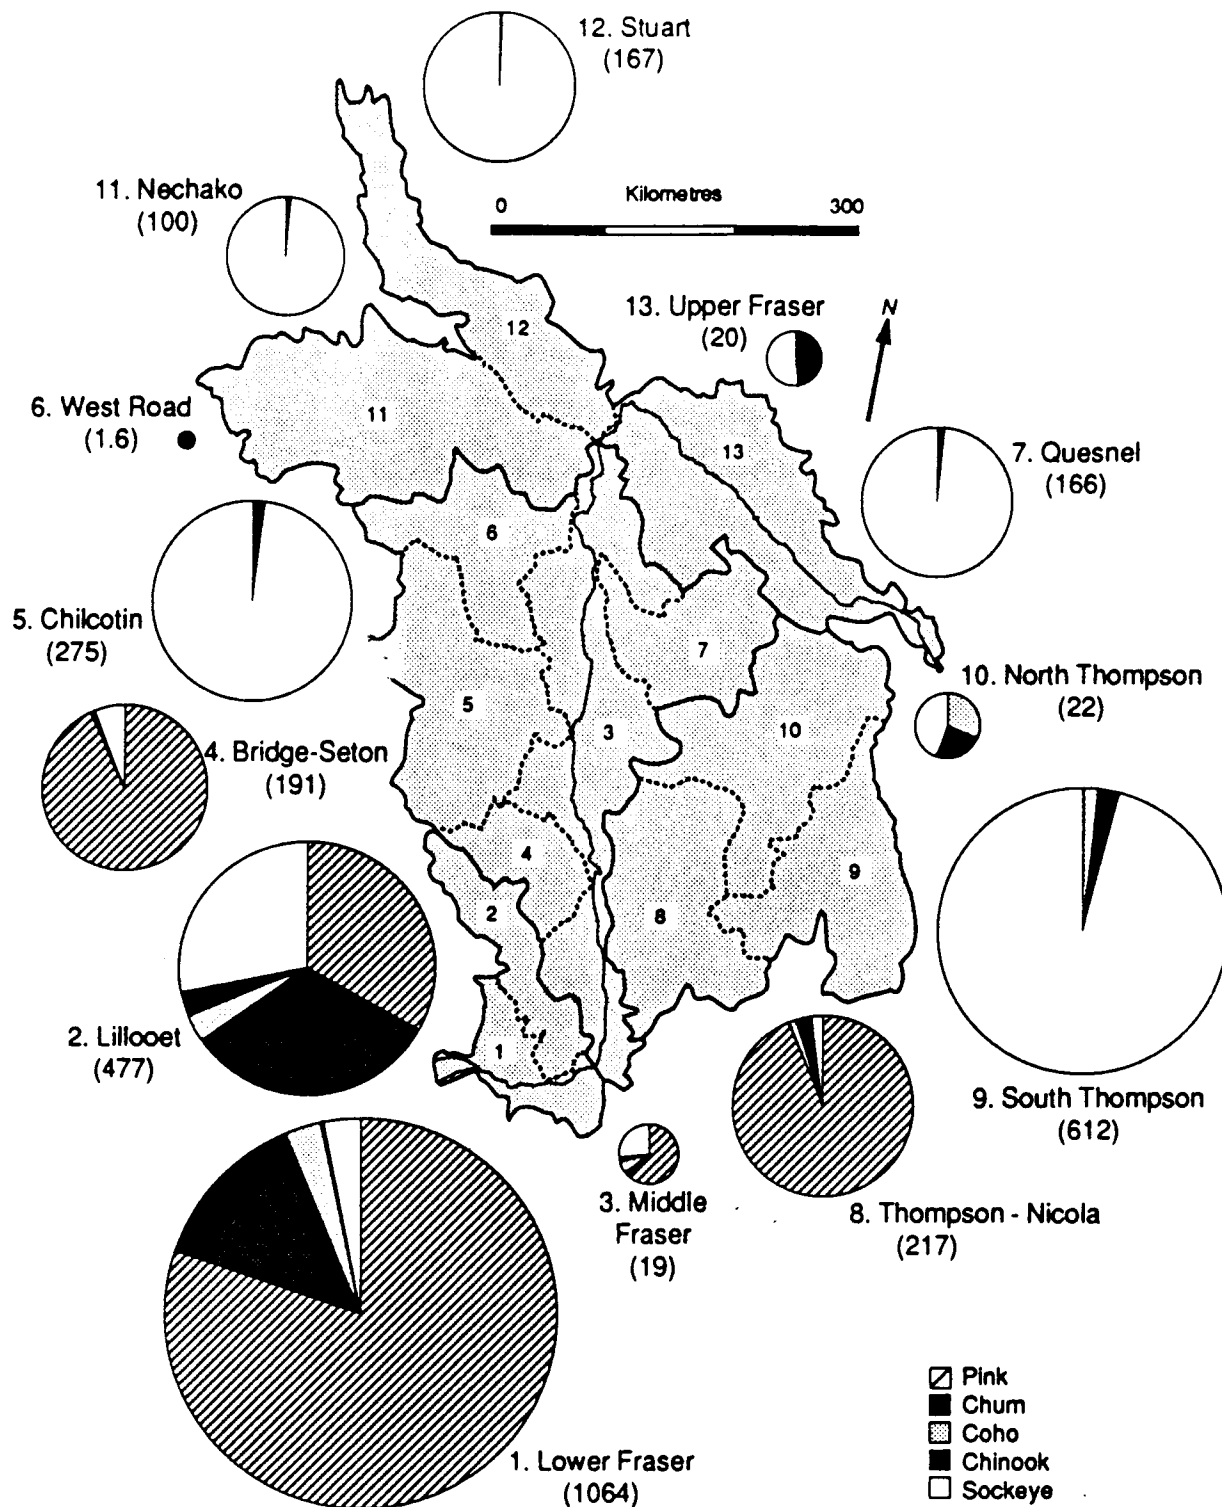 12. Stuart
(167)
11. Nechako
(100)
0 Kilometres 300
13. Upper Fraser
(20)
N
12
6. West Road
(1.6)
11
13
7. Quesnel
(166)
6
5. Chilcotin
(275)
7
10. North Thompson
(22)
5
3
10
4. Bridge-Seton
(191)
4
9
2
8
2. Lillooet
(477)
1
9. South Thompson
(612)
3. Middle
Fraser
(19)
8. Thompson - Nicola
(217)
Pink
Chum
Coho
Chinook
Sockeye
1. Lower Fraser
(1064)